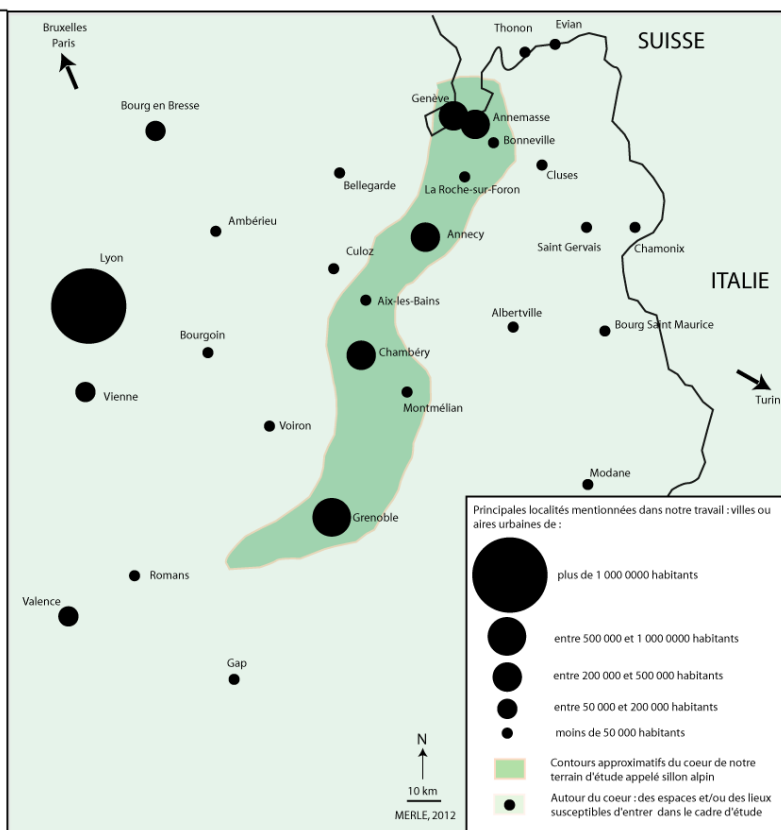 Bruxelles
Paris
Thonon
Evian
SUISSE
Bourg en Bresse
Genève
Annemasse
Bonneville
Cluses
Bellegarde
La Roche-sur-Foron
Ambérieu
Annecy
Saint Gervais
Chamonix
Lyon
Culoz
ITALIE
Aix-les-Bains
Albertville
Bourg Saint Maurice
Bourgoin
Chambéry
Vienne
Montmélian
Turin
Voiron
Modane
Grenoble
Romans
Valence
Gap
N
10 km
MERLE, 2012
Principales localités mentionnées dans notre travail : villes ou
aires urbaines de :
plus de 1 000 0000 habitants
entre 500 000 et 1 000 0000 habitants
entre 200 000 et 500 000 habitants
entre 50 000 et 200 000 habitants
moins de 50 000 habitants
Contours approximatifs du coeur de notre
terrain d'étude appelé sillon alpin
Autour du coeur : des espaces et/ou des lieux
susceptibles d'entrer dans le cadre d'étude